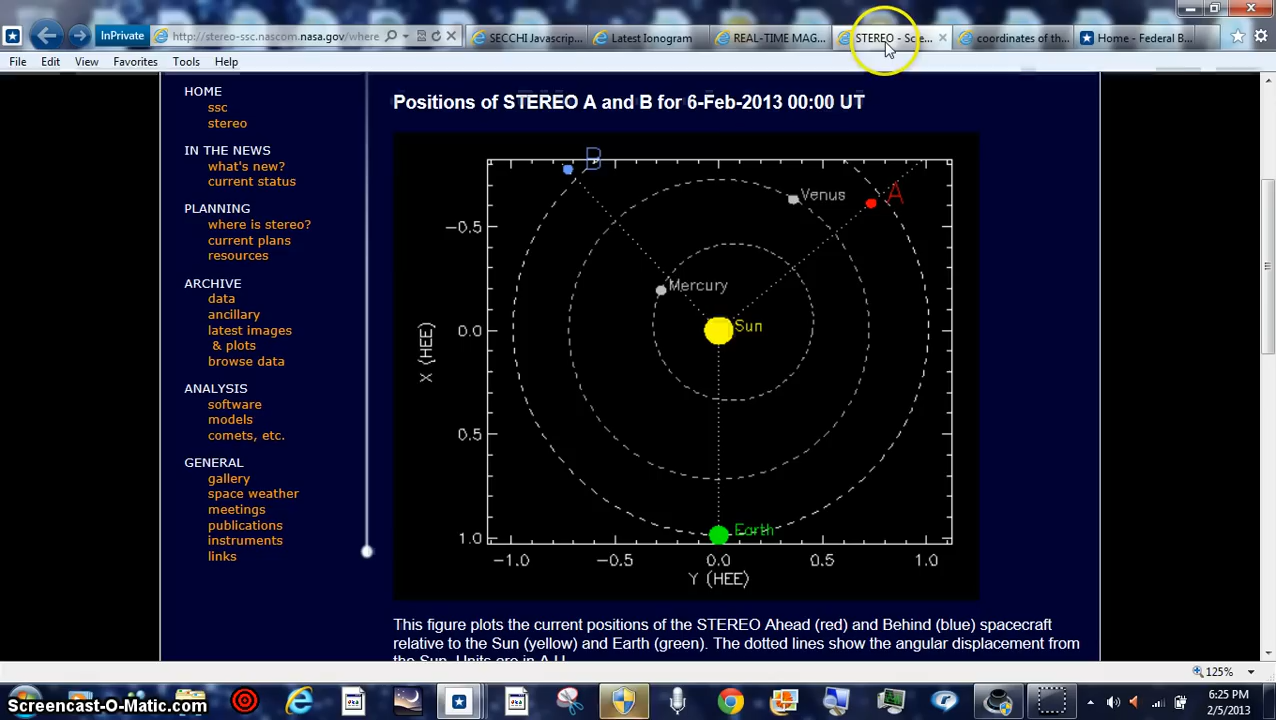 InPrivate
http://stereo-ssc.nascom.nasa.gov/where
SECCHI Javascrip...
Latest Ionogram
REAL-TIME MAG...
STEREO - Scie...
coordinates of th...
Home - Federal B...
File Edit View Favorites Tools Help
HOME
ssc
stereo
IN THE NEWS
what's new?
current status
PLANNING
where is stereo?
current plans
resources
ARCHIVE
data
ancillary
latest images
& plots
browse data
ANALYSIS
software
models
comets, etc.
GENERAL
gallery
space weather
meetings
publications
instruments
links
Positions of STEREO A and B for 6-Feb-2013 00:00 UT
B
Venus
A
-0.5
Mercury
0.0
Sun
X (HEE)
0.5
Earth
1.0
-1.0 -0.5 0.0 0.5 1.0
Y (HEE)
This figure plots the current positions of the STEREO Ahead (red) and Behind (blue) spacecraft
relative to the Sun (yellow) and Earth (green). The dotted lines show the angular displacement from
the Sun. Units are in A.U.
125%
6:25 PM
2/5/2013
Screencast-O-Matic.com